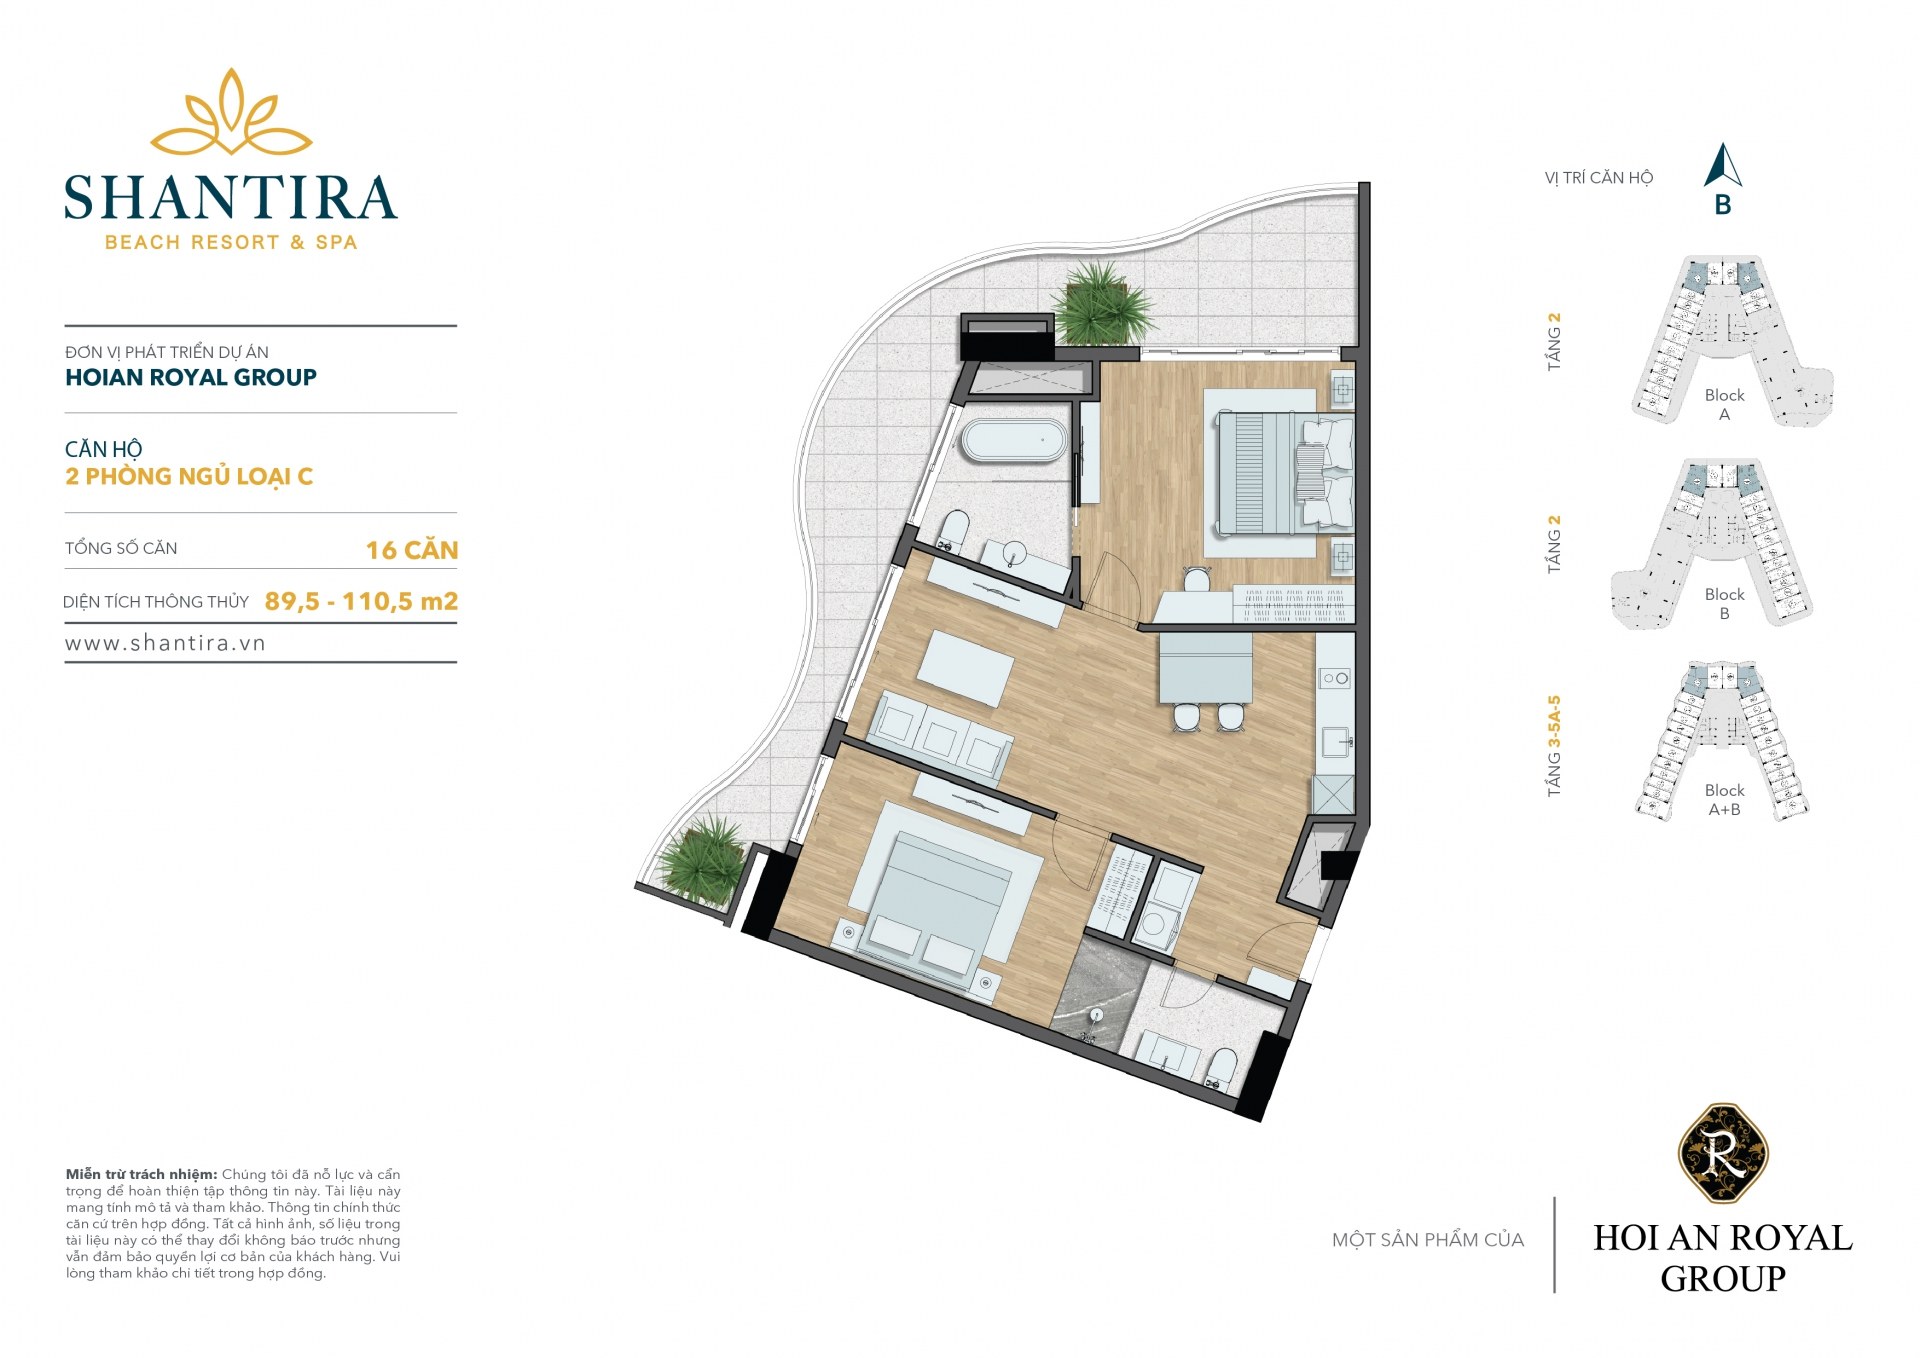 SHANTIRA
BEACH RESORT & SPA
ĐƠN VỊ PHÁT TRIỂN DỰ ÁN
HOIAN ROYAL GROUP
CĂN HỘ
2 PHÒNG NGỦ LOẠI C
TỔNG SỐ CĂN 16 CĂN
DIỆN TÍCH THÔNG THỦY 89,5 - 110,5 m2
www.shantira.vn
Miễn trừ trách nhiệm: Chúng tôi đã nỗ lực và cẩn
trọng để hoàn thiện tập thông tin này. Tài liệu này
mang tính mô tả và tham khảo. Thông tin chính thức
căn cứ trên hợp đồng. Tất cả hình ảnh, số liệu trong
tài liệu này có thể thay đổi không báo trước nhưng
vẫn đảm bảo quyền lợi cơ bản của khách hàng. Vui
lòng tham khảo chi tiết trong hợp đồng.
VỊ TRÍ CĂN HỘ
B
TẦNG 2
Block
A
TẦNG 2
Block
B
TẦNG 3-5A-5
Block
A+B
MỘT SẢN PHẨM CỦA
R
HOI AN ROYAL
GROUP